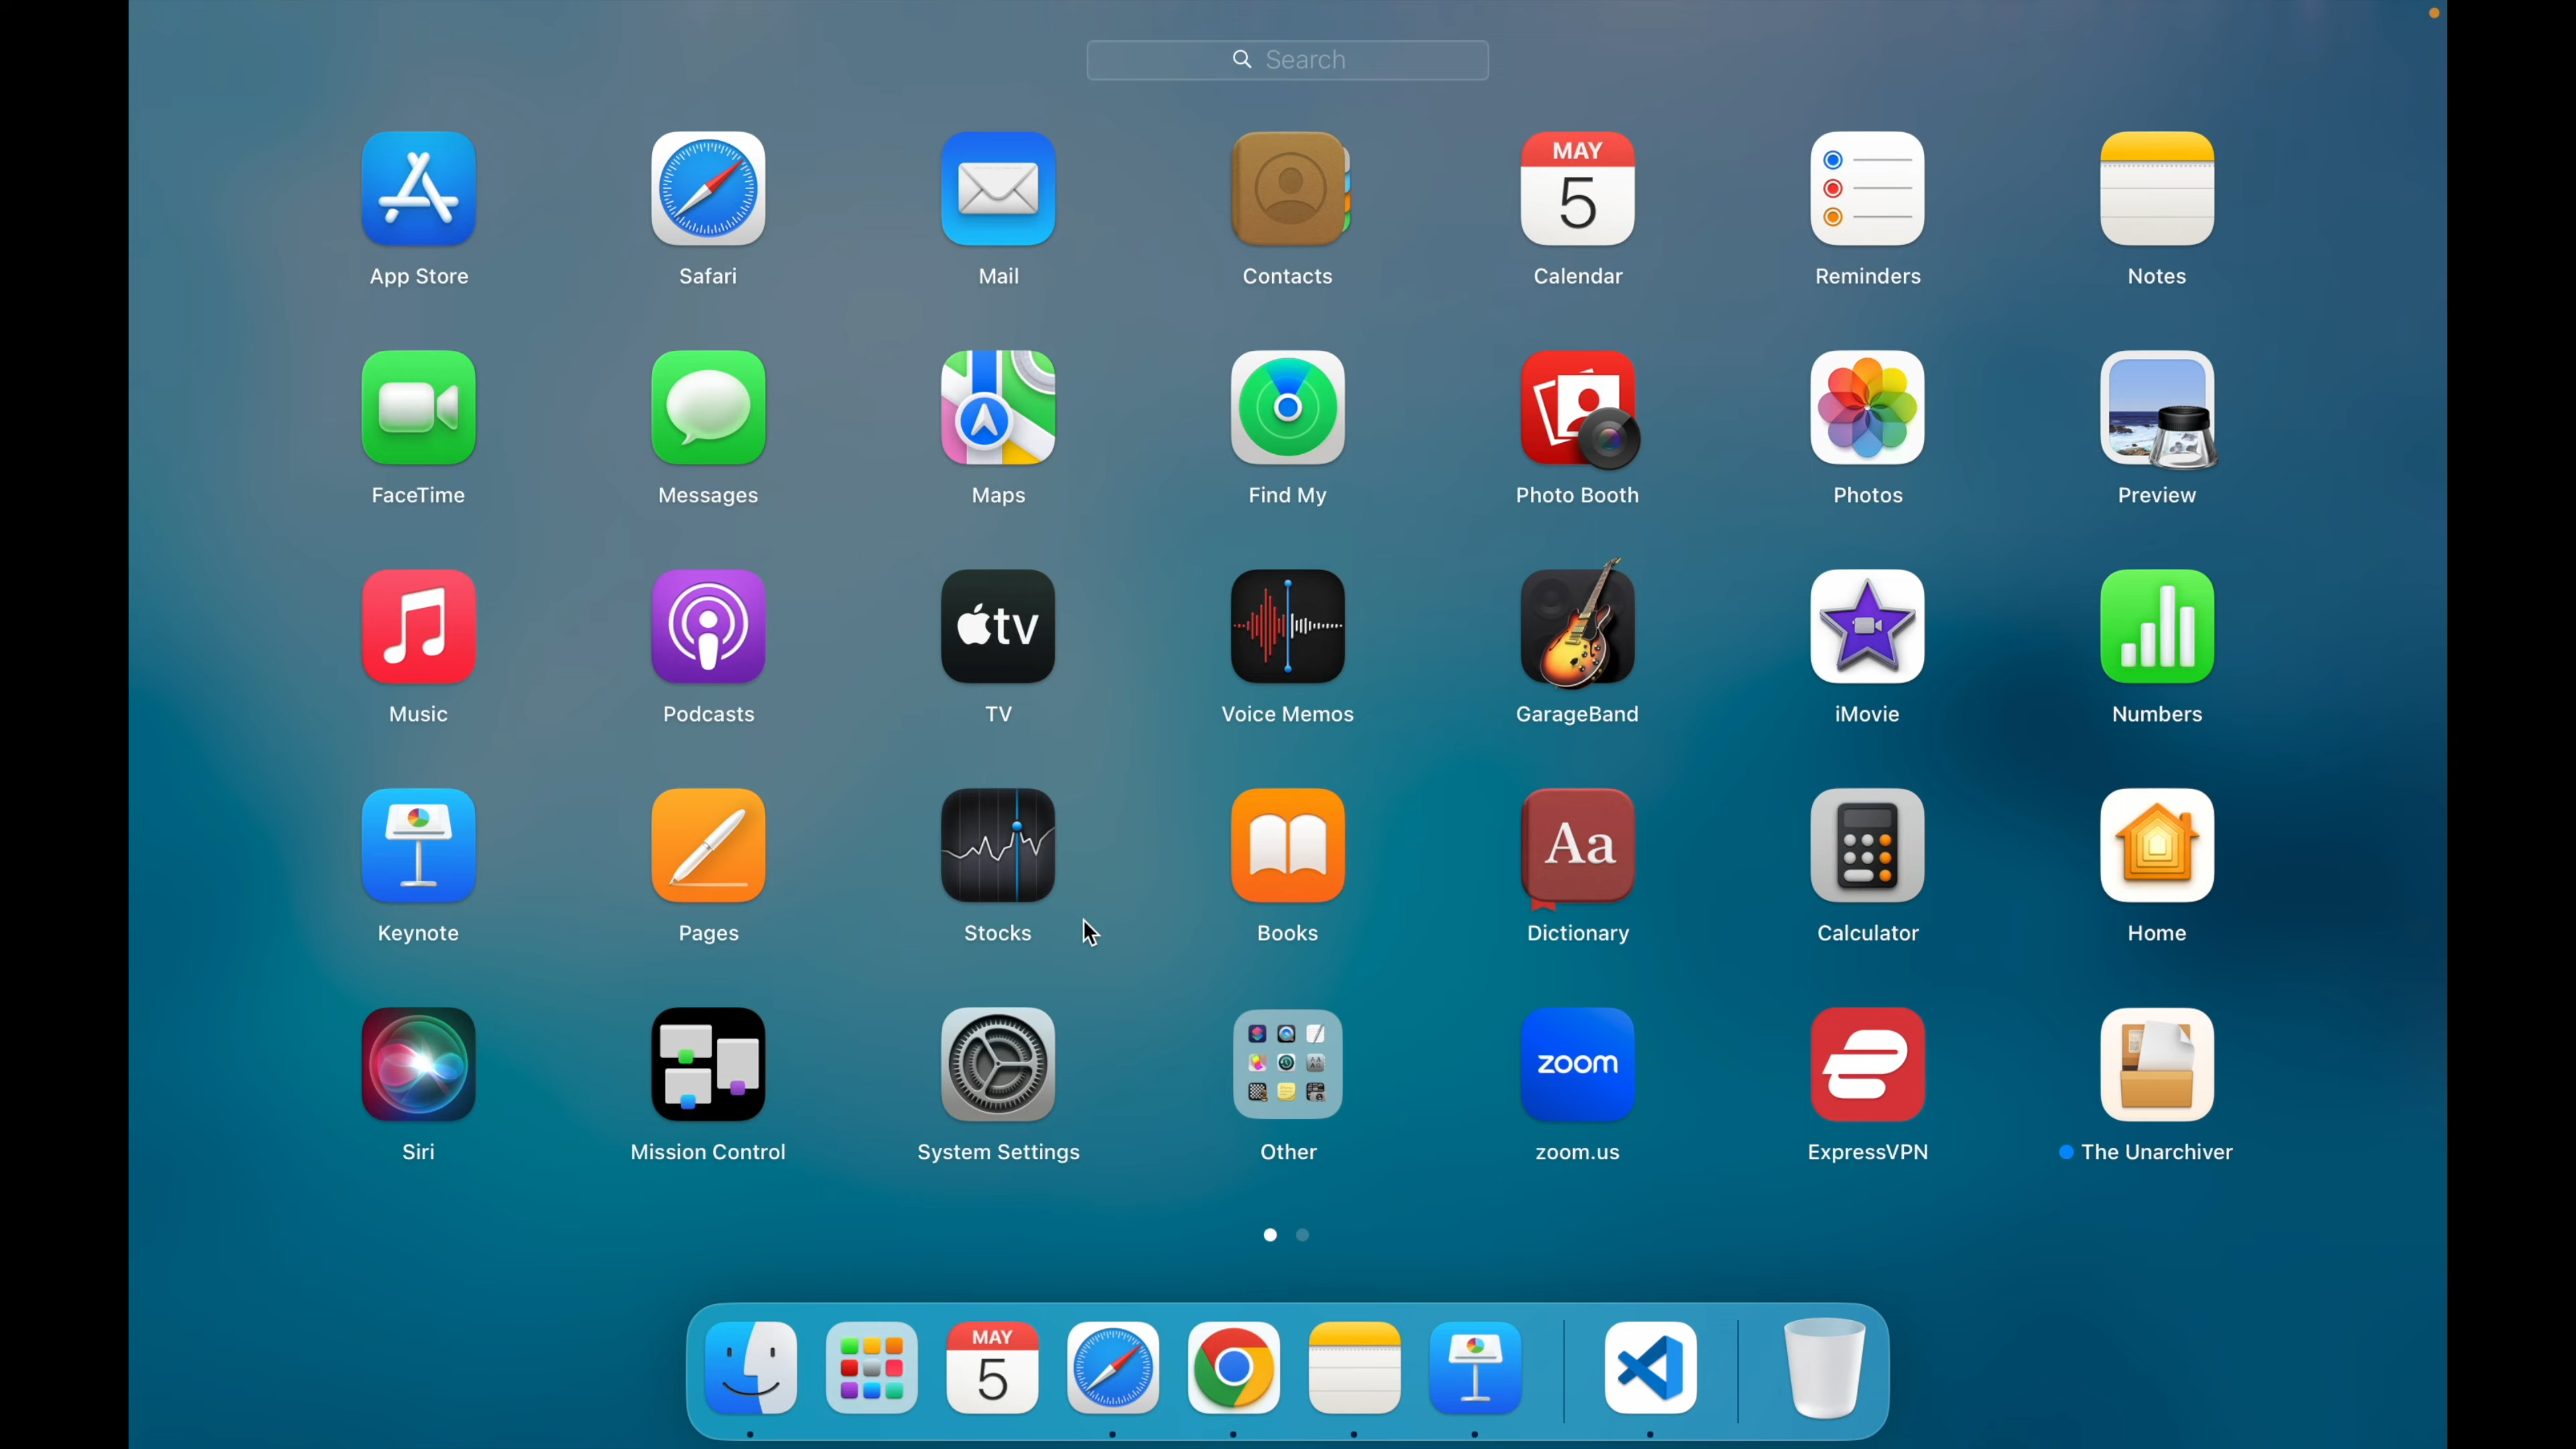 Search
App Store
Safari
Mail
Contacts
MAY
5
Calendar
Reminders
Notes
FaceTime
Messages
Maps
Find My
Photo Booth
Photos
Preview
Music
Podcasts
tv
TV
Voice Memos
GarageBand
iMovie
Numbers
Keynote
Pages
Stocks
Books
Aa
Dictionary
Calculator
Home
Siri
Mission Control
System Settings
Other
zoom
zoom.us
ExpressVPN
The Unarchiver
MAY
5